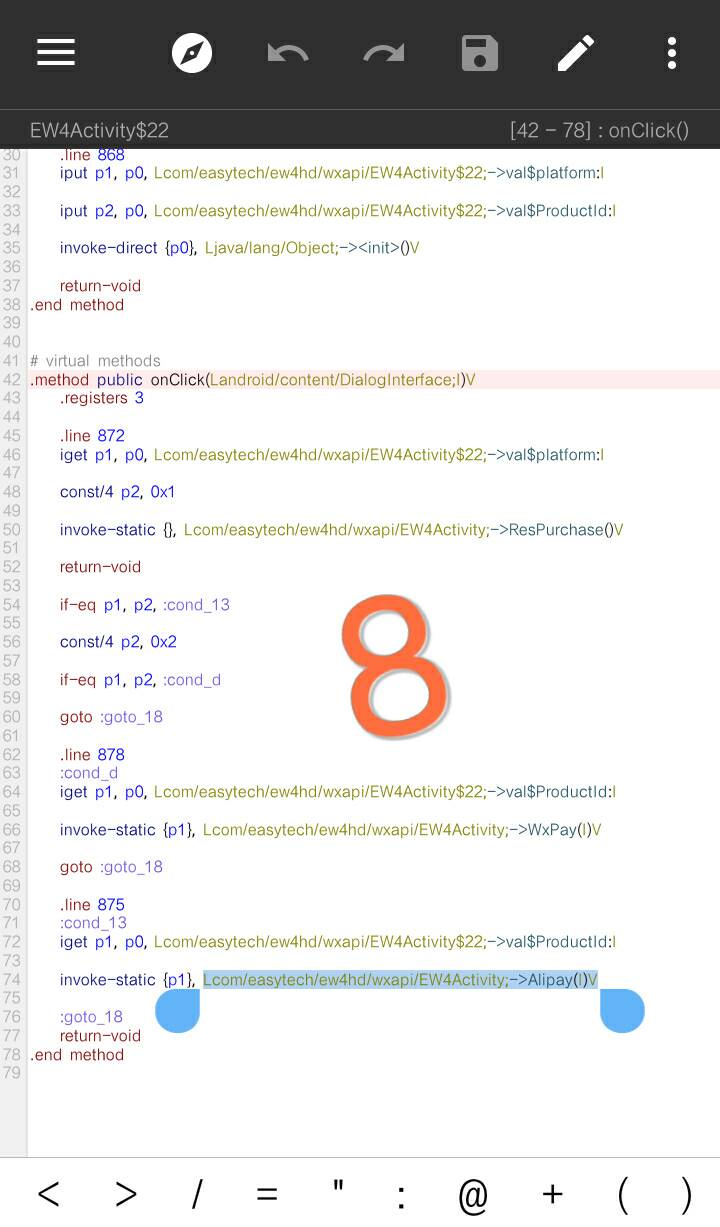 EW4Activity$22 [42 – 78] : onClick()
30 .line 868
31 iput p1, p0, Lcom/easytech/ew4hd/wxapi/EW4Activity$22;->val$platform:I
32
33 iput p2, p0, Lcom/easytech/ew4hd/wxapi/EW4Activity$22;->val$ProductId:I
34
35 invoke-direct {p0}, Ljava/lang/Object;-><init>()V
36
37 return-void
38 .end method
39
40
41 # virtual methods
42 .method public onClick(Landroid/content/DialogInterface;I)V
43 .registers 3
44
45 .line 872
46 iget p1, p0, Lcom/easytech/ew4hd/wxapi/EW4Activity$22;->val$platform:I
47
48 const/4 p2, 0x1
49
50 invoke-static {}, Lcom/easytech/ew4hd/wxapi/EW4Activity;->ResPurchase()V
51
52 return-void
53
54 if-eq p1, p2, :cond_13
55
56 const/4 p2, 0x2
57
58 if-eq p1, p2, :cond_d
59
60 goto :goto_18
61
62 .line 878
63 :cond_d
64 iget p1, p0, Lcom/easytech/ew4hd/wxapi/EW4Activity$22;->val$ProductId:I
65
66 invoke-static {p1}, Lcom/easytech/ew4hd/wxapi/EW4Activity;->WxPay(I)V
67
68 goto :goto_18
69
70 .line 875
71 :cond_13
72 iget p1, p0, Lcom/easytech/ew4hd/wxapi/EW4Activity$22;->val$ProductId:I
73
74 invoke-static {p1}, Lcom/easytech/ew4hd/wxapi/EW4Activity;->Alipay(I)V
75
76 :goto_18
77 return-void
78 .end method
79
8
< > / = " : @ + ( )